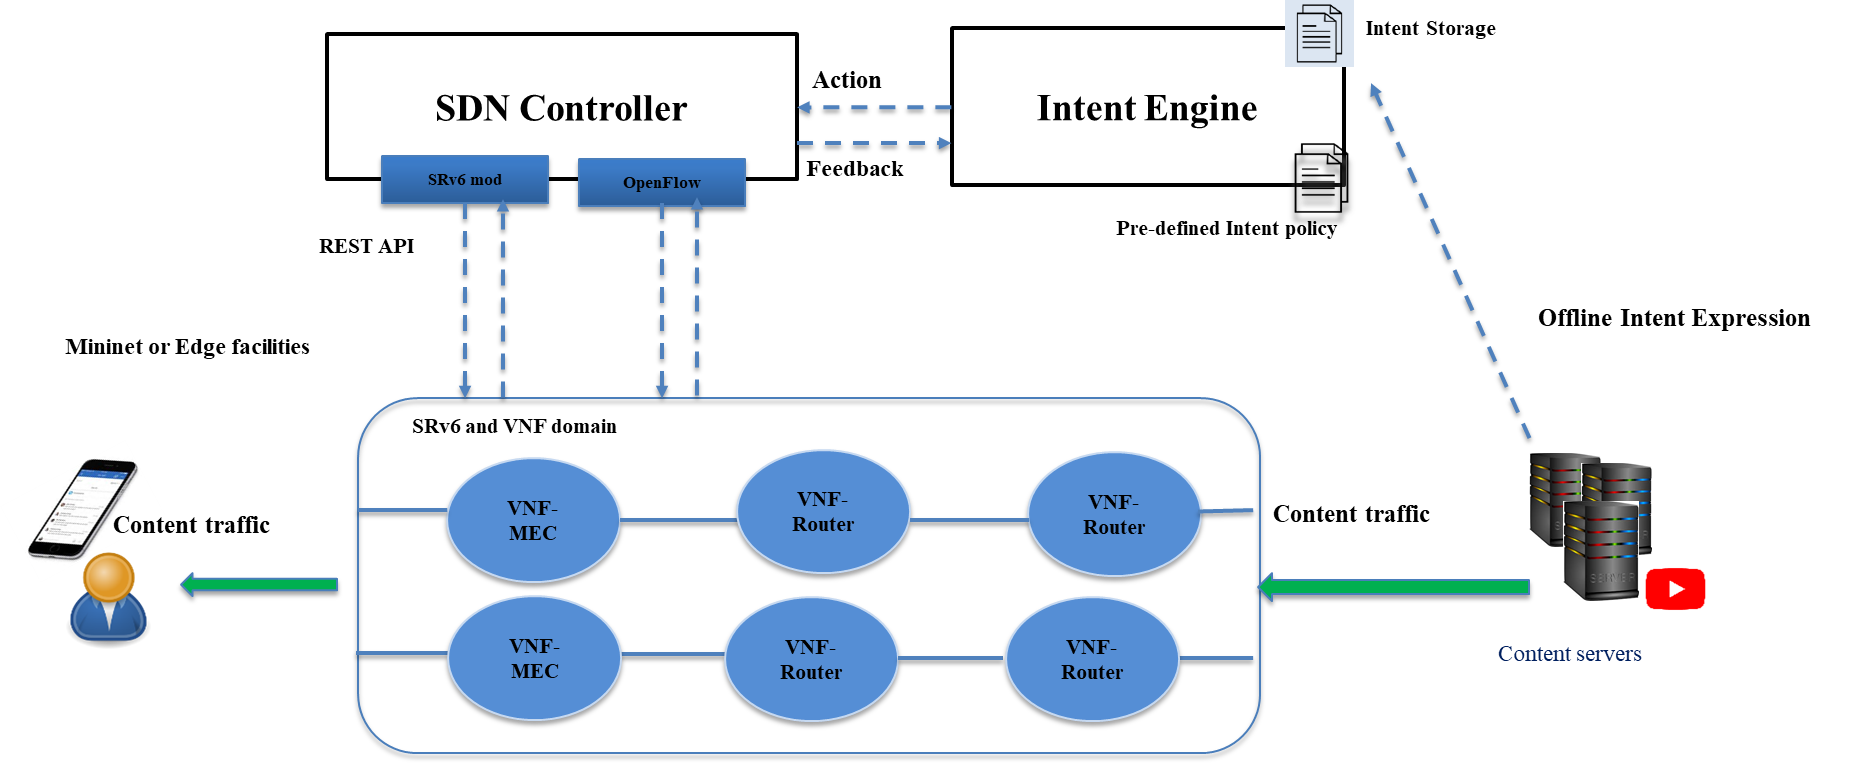 Intent Storage
Action
SDN Controller
Intent Engine
Feedback
SRv6 mod
OpenFlow
Pre-defined Intent policy
REST API
Offline Intent Expression
Mininet or Edge facilities
SRv6 and VNF domain
VNF-
MEC
VNF-
Router
VNF-
Router
Content traffic
Content traffic
SERVER
VNF-
MEC
VNF-
Router
VNF-
Router
Content servers